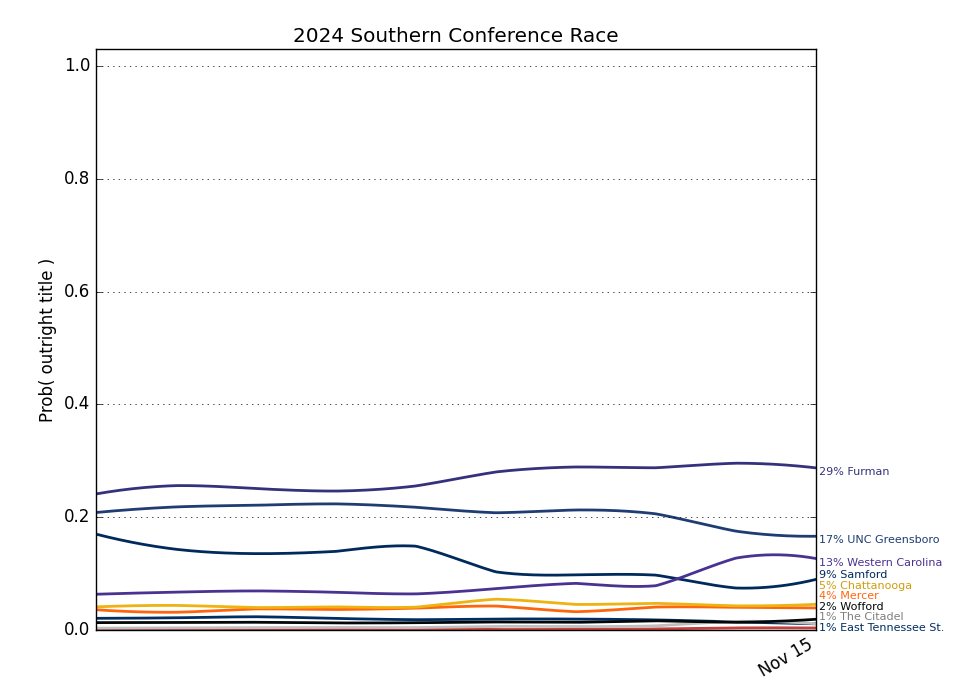 2024 Southern Conference Race
1.0
0.8
0.6
0.4
0.2
0.0
Prob( outright title )
29% Furman
17% UNC Greensboro
13% Western Carolina
9% Samford
5% Chattanooga
4% Mercer
2% Wofford
1% The Citadel
1% East Tennessee St.
Nov 15